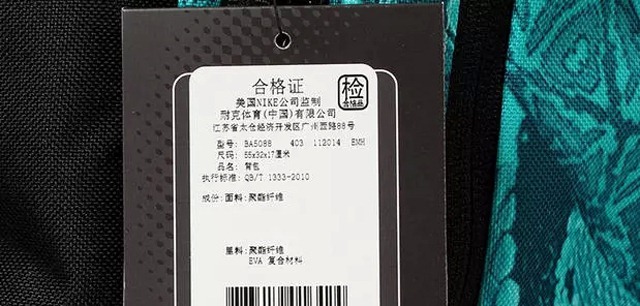 合格证
检
合格品
美国NIKE公司监制
耐克体育(中国)有限公司
江苏省太仓经济开发区广州西路88号
型号: BA5088 403 112014 EMH
尺码: 55x32x17厘米
品名: 背包
执行标准: QB/T 1333-2010
成份: 面料: 聚酯纤维
里料: 聚酯纤维
EVA 复合材料